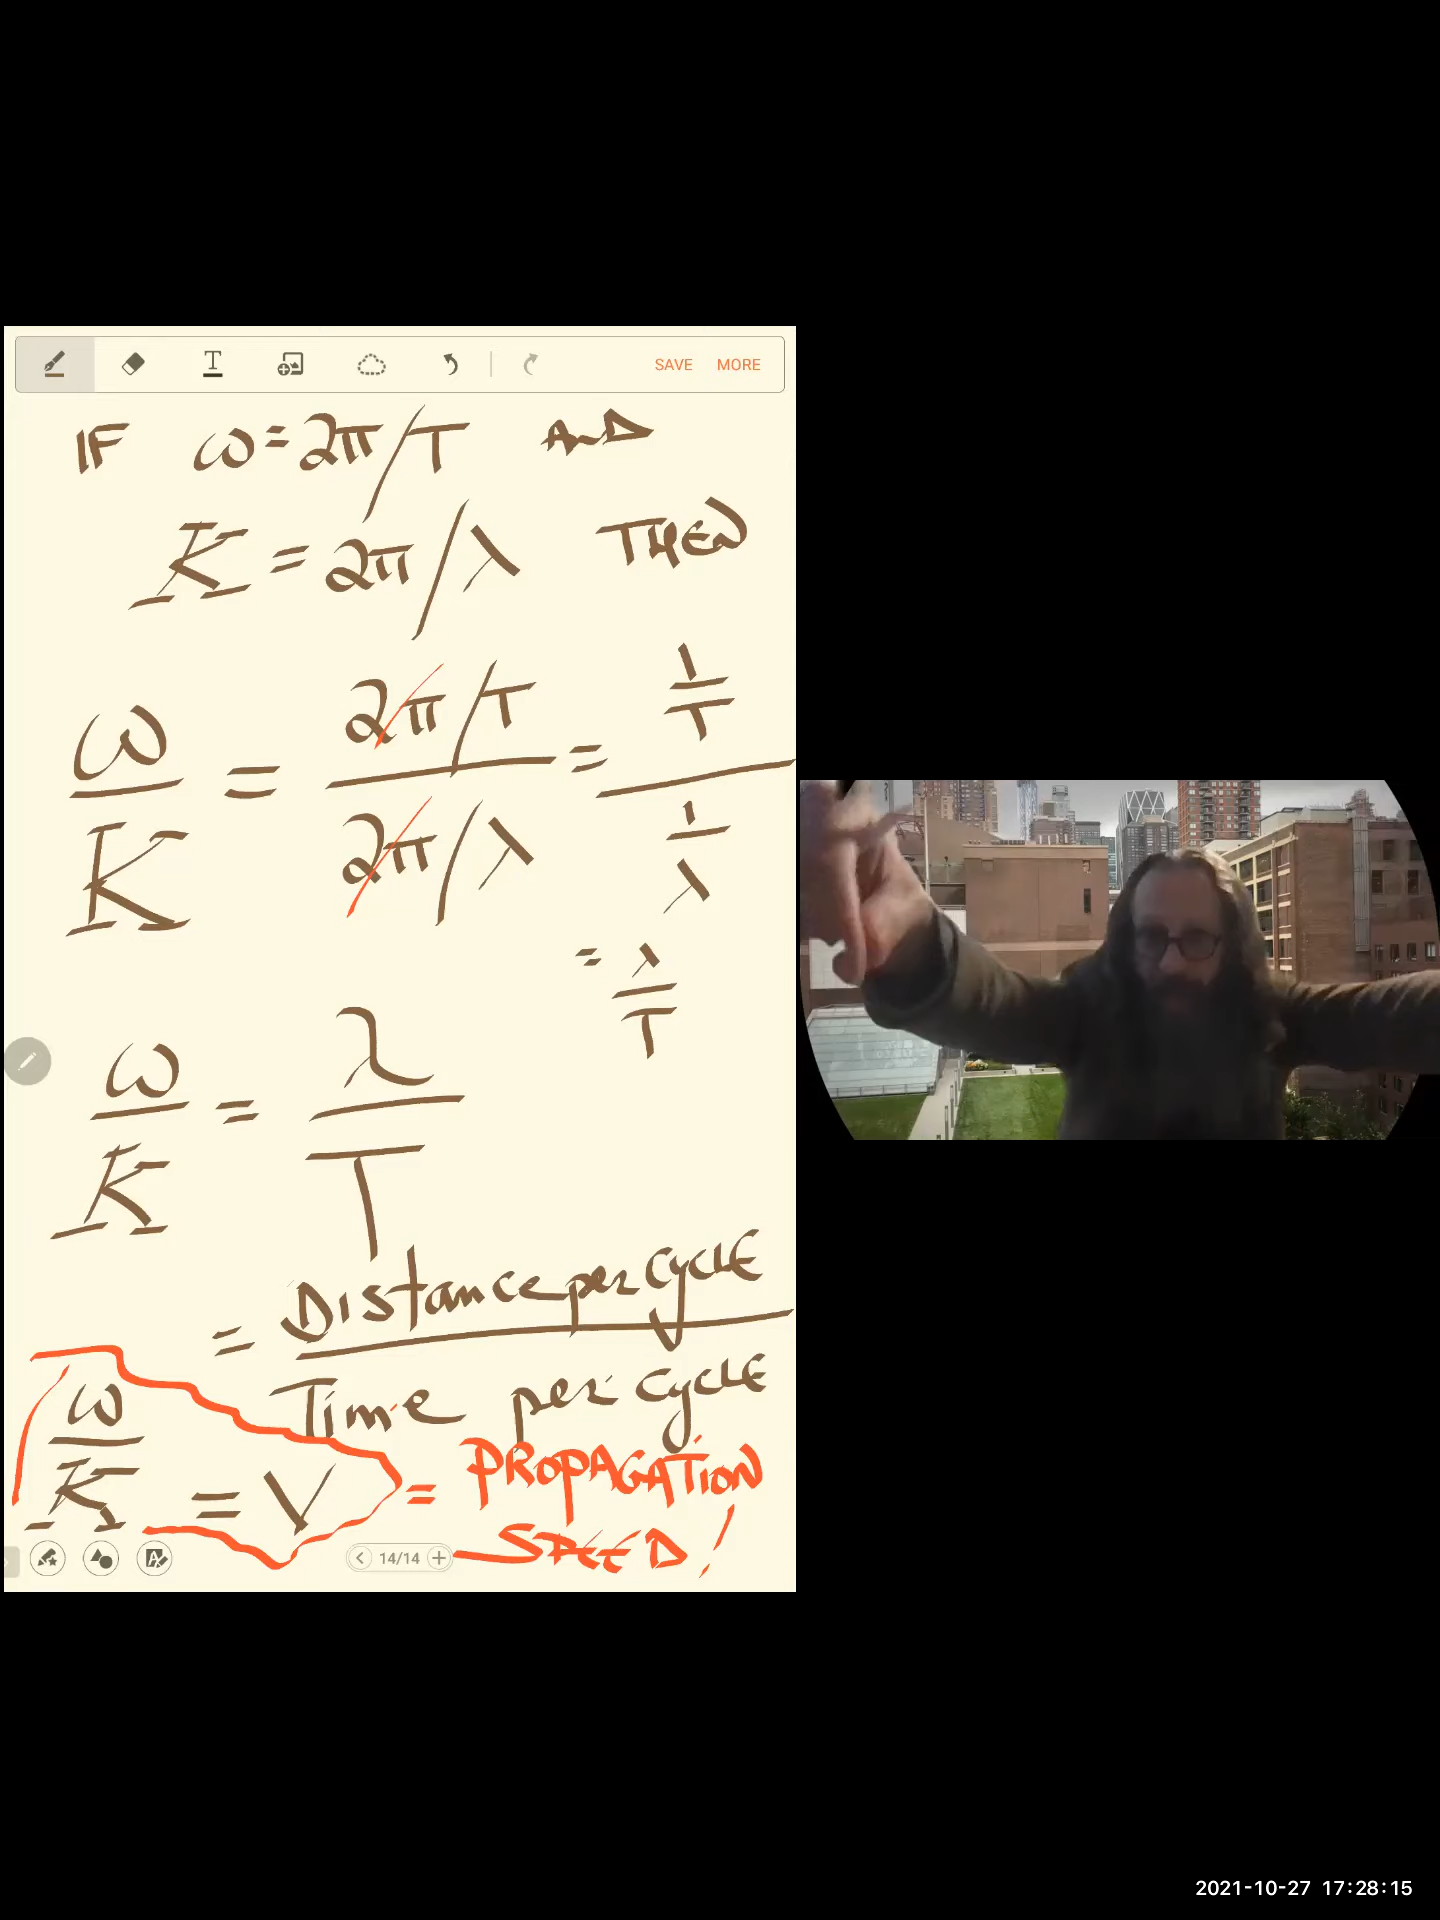 SAVE MORE
IF ω = 2π/T AND
K = 2π/λ THEN
ω/K = (2π/T)/(2π/λ) = (1/T)/(1/λ)
= λ/T
ω/K = λ/T
= Distance per cycle / Time per cycle
ω/K = V = PROPAGATION
SPEED!
14/14
2021-10-27 17:28:15